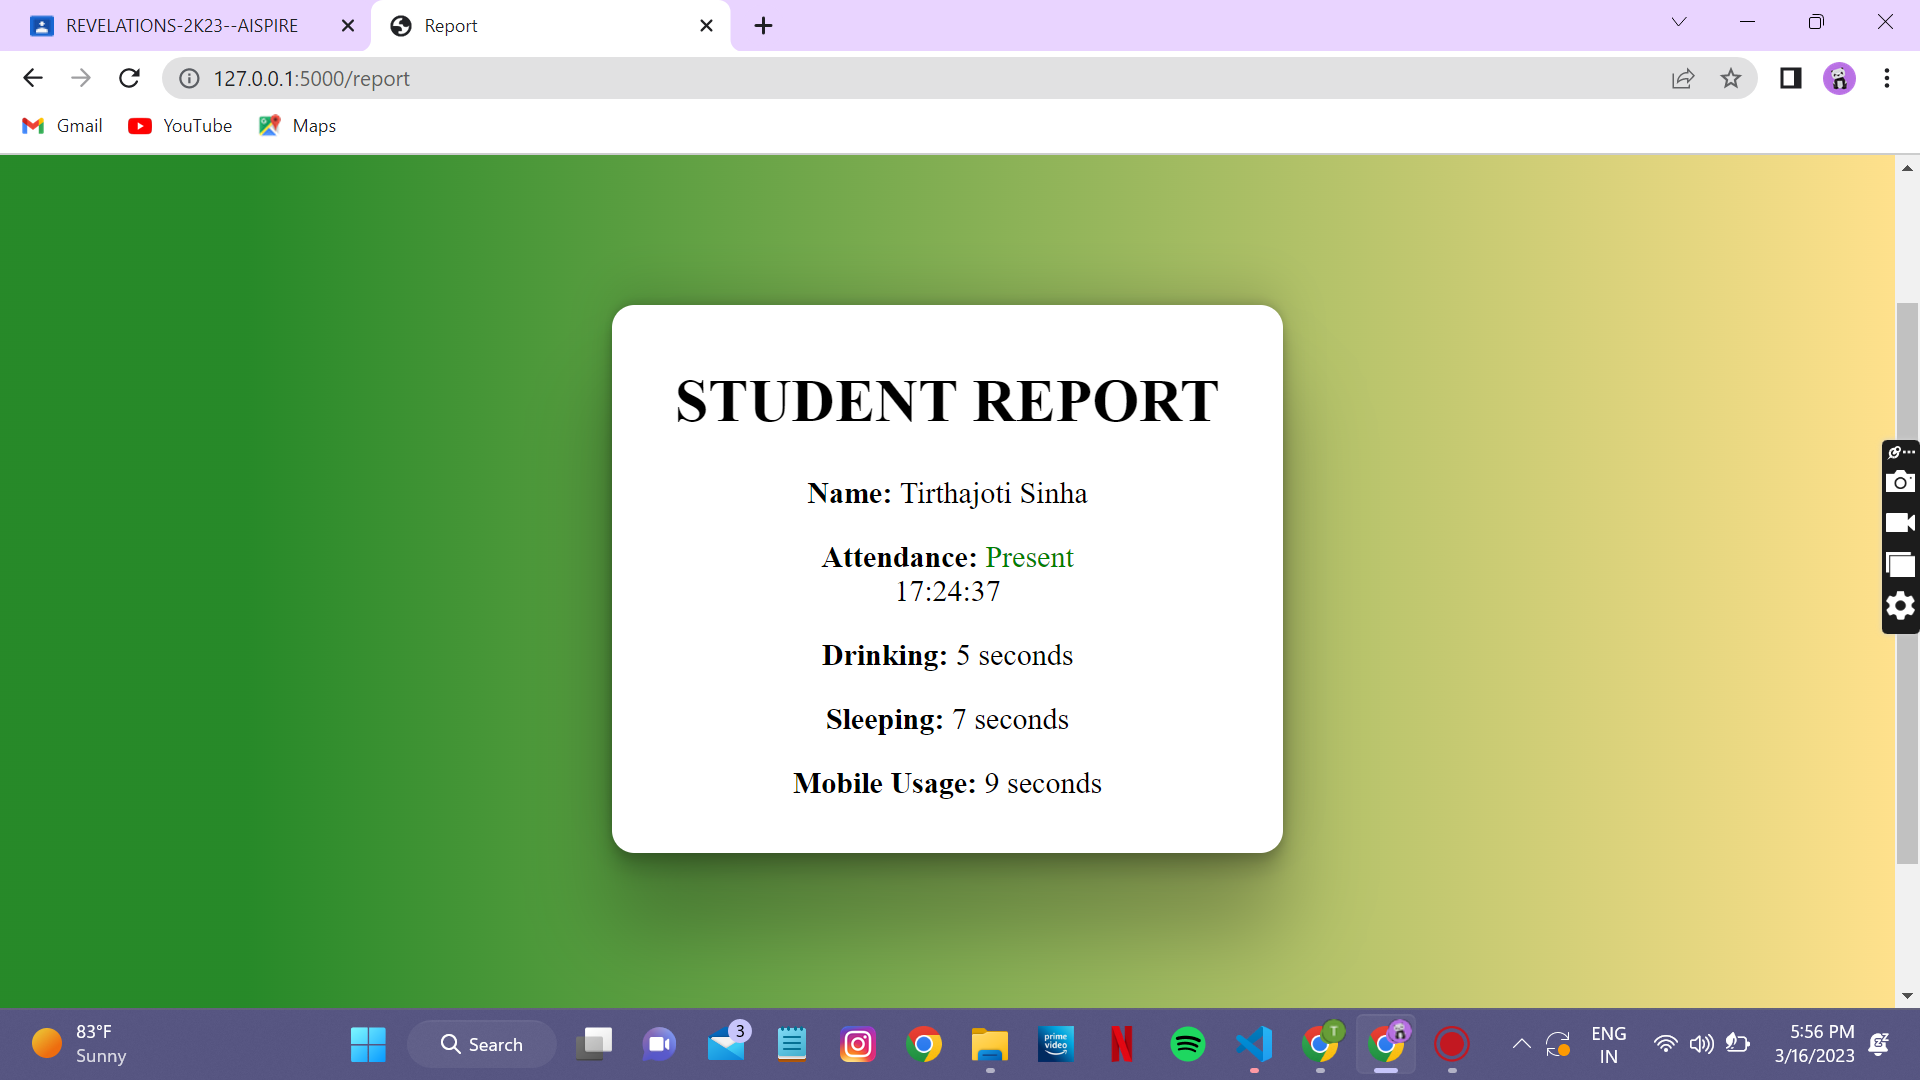 REVELATIONS-2K23--AISPIRE
Report
127.0.0.1:5000/report
Gmail
YouTube
Maps
STUDENT REPORT
Name: Tirthajoti Sinha
Attendance: Present
17:24:37
Drinking: 5 seconds
Sleeping: 7 seconds
Mobile Usage: 9 seconds
83°F
Sunny
Search
3
prime video
N
T
ENG
IN
5:56 PM
3/16/2023